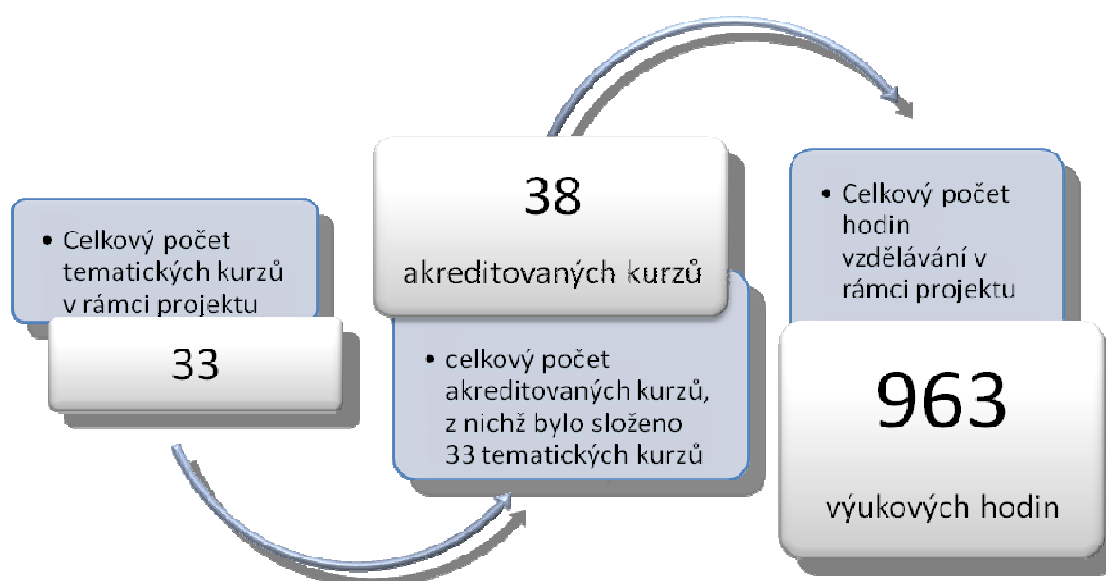 • Celkový počet
tematických kurzů
v rámci projektu
33
38
akreditovaných kurzů
• celkový počet
akreditovaných kurzů,
z nichž bylo složeno
33 tematických kurzů
• Celkový počet
hodin
vzdělávání v
rámci projektu
963
výukových hodin